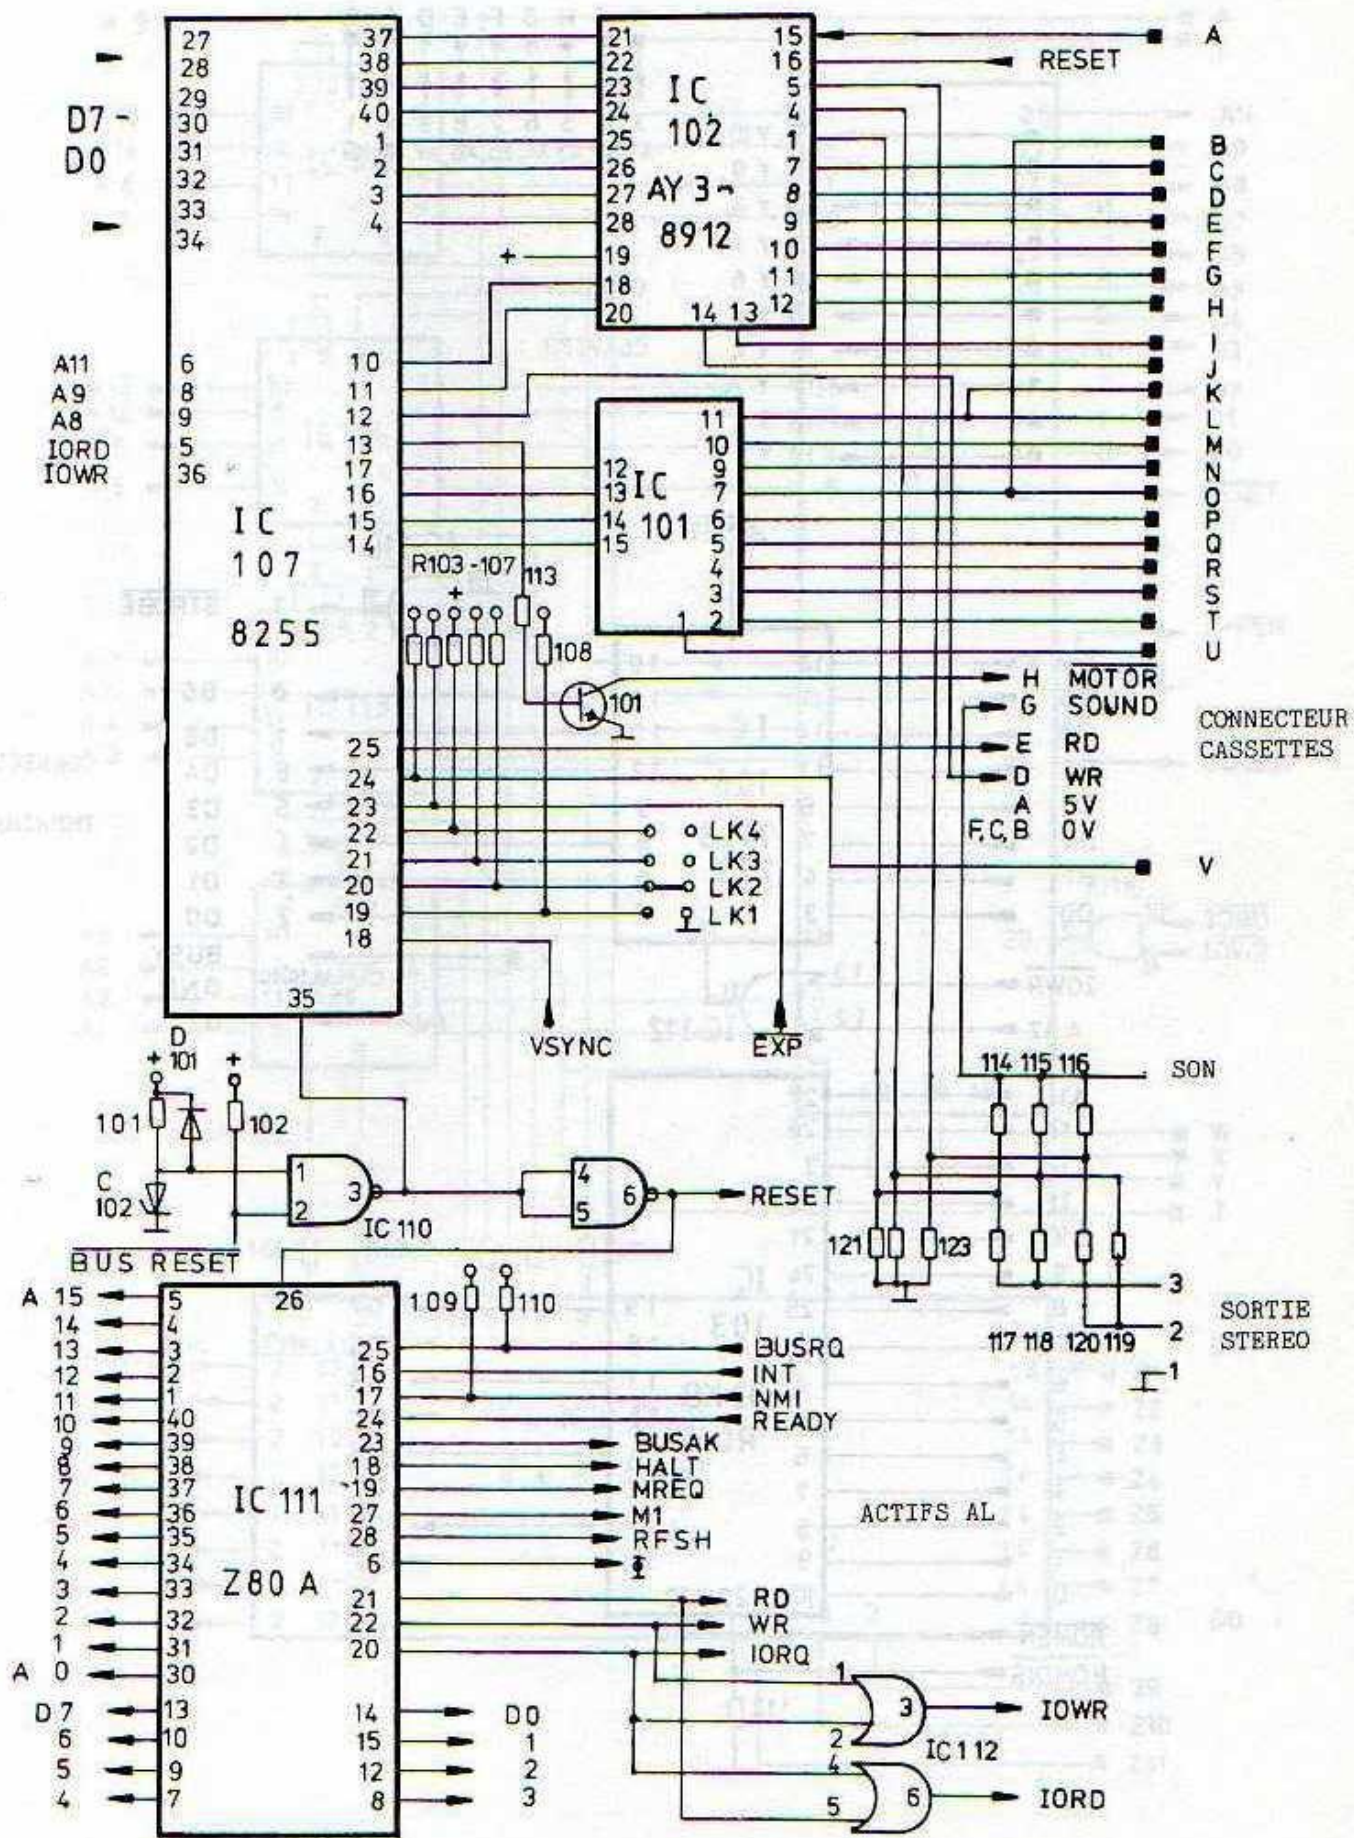 27 37 21 15 A
28 38 22 16 RESET
29 39 23 IC 5
D7- 30 40 24 102 4
D0 31 1 25 1 B
32 2 26 7 C
33 3 27 AY 3- 8 D
34 4 28 8912 9 E
+ 19 10 F
18 11 G
20 14 13 12 H
I
A11 6 10 J
A9 8 11 K
A8 9 12 11 L
IORD 5 13 10 M
IOWR 36 17 12 IC 9 N
16 13 101 7 O
IC 15 14 6 P
107 14 15 5 Q
R103 -107 113 4 R
8255 + 3 S
108 1 2 T
U
101 H MOTOR
G SOUND CONNECTEUR
25 E RD CASSETTES
24 D WR
23 A 5V
22 LK4 F,C,B 0V
21 LK3 V
20 LK2
19 LK1
18
35
VSYNC EXP
D
+ 101 + 114 115 116 SON
101 102
C 1 3 4 6 RESET
102 2 5
IC 110 121 123
BUS RESET 3
A 15 5 26 109 110 SORTIE
14 4 117 118 120 119 2 STEREO
13 3 25 BUSRQ
12 2 16 INT 1
11 1 17 NMI
10 40 24 READY
9 39 23 BUSAK
8 38 18 HALT
7 37 IC 111 19 MREQ
6 36 27 M1 ACTIFS AL
5 35 28 RFSH
4 34 Z80 A 6 Φ
3 33 21 RD
2 32 22 WR
1 31 20 IORQ
A 0 30 1
D7 13 14 D0 3 IOWR
6 10 15 1 2 IC112
5 9 12 2 4
4 7 8 3 5 6 IORD